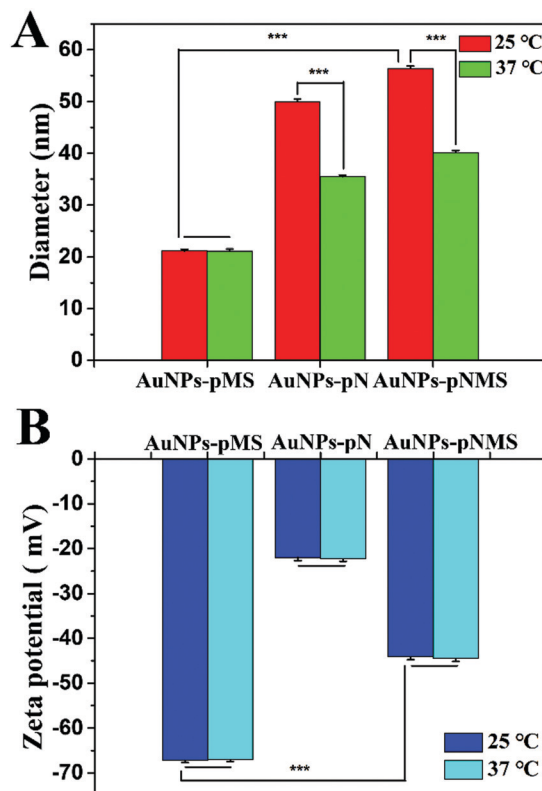 A
Diameter (nm)
60
50
40
30
20
10
0
***
***
***
25 °C
37 °C
AuNPs-pMS AuNPs-pN AuNPs-pNMS
B
AuNPs-pMS AuNPs-pN AuNPs-pNMS
Zeta potential ( mV)
0
-10
-20
-30
-40
-50
-60
-70
***
25 °C
37 °C